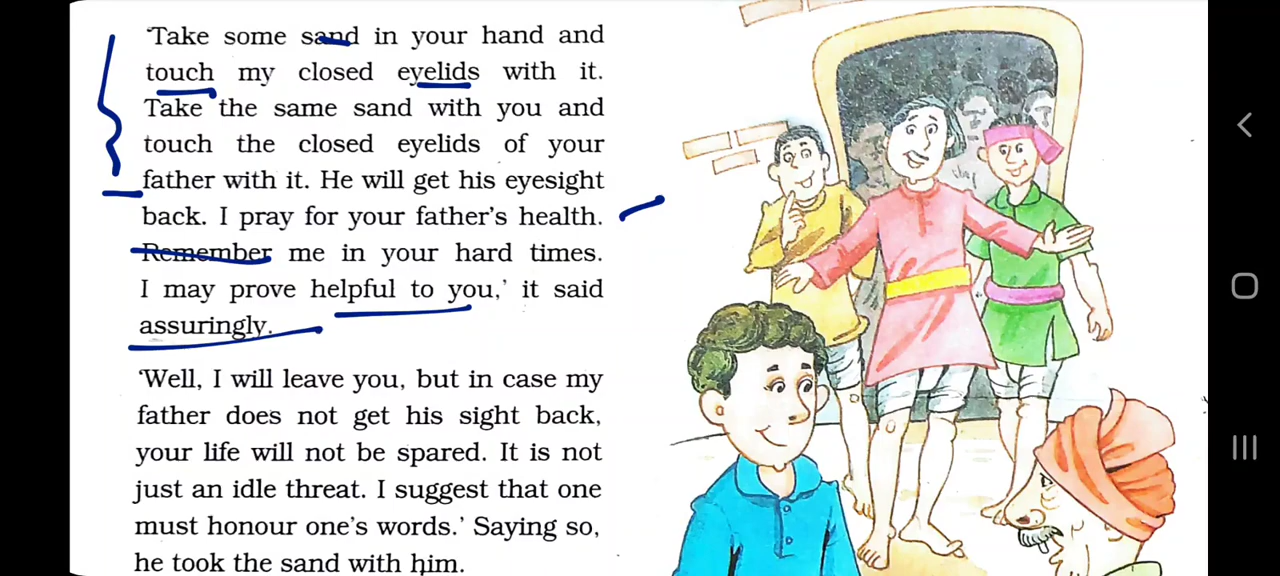 'Take some sand in your hand and
touch my closed eyelids with it.
Take the same sand with you and
touch the closed eyelids of your
father with it. He will get his eyesight
back. I pray for your father's health.
Remember me in your hard times.
I may prove helpful to you,' it said
assuringly.
'Well, I will leave you, but in case my
father does not get his sight back,
your life will not be spared. It is not
just an idle threat. I suggest that one
must honour one's words.' Saying so,
he took the sand with him.